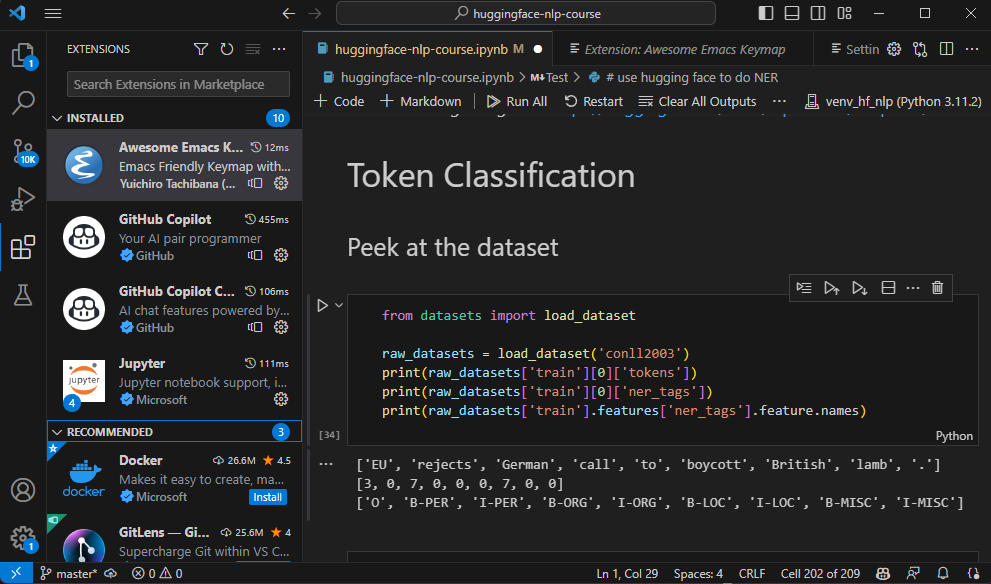 huggingface-nlp-course
EXTENSIONS
Search Extensions in Marketplace
INSTALLED 10
Awesome Emacs K... 12ms
Emacs Friendly Keymap with...
Yuichiro Tachibana (...
GitHub Copilot 455ms
Your AI pair programmer
GitHub
GitHub Copilot C... 106ms
AI chat features powered by...
GitHub
Jupyter 111ms
Jupyter notebook support, i...
Microsoft
jupyter
4
RECOMMENDED 3
Docker 26.6M 4.5
Makes it easy to create, ma...
Microsoft Install
docker
GitLens — Gi... 25.6M 4
Supercharge Git within VS C...
1
10K
1
huggingface-nlp-course.ipynb M
Extension: Awesome Emacs Keymap
Settin
huggingface-nlp-course.ipynb > M Test > # use hugging face to do NER
+ Code + Markdown Run All Restart Clear All Outputs ... venv_hf_nlp (Python 3.11.2)
Token Classification
Peek at the dataset
from datasets import load_dataset
raw_datasets = load_dataset('conll2003')
print(raw_datasets['train'][0]['tokens'])
print(raw_datasets['train'][0]['ner_tags'])
print(raw_datasets['train'].features['ner_tags'].feature.names)
[34]
Python
['EU', 'rejects', 'German', 'call', 'to', 'boycott', 'British', 'lamb', '.']
[3, 0, 7, 0, 0, 0, 7, 0, 0]
['O', 'B-PER', 'I-PER', 'B-ORG', 'I-ORG', 'B-LOC', 'I-LOC', 'B-MISC', 'I-MISC']
master* 0 0 Ln 1, Col 29 Spaces: 4 CRLF Cell 202 of 209